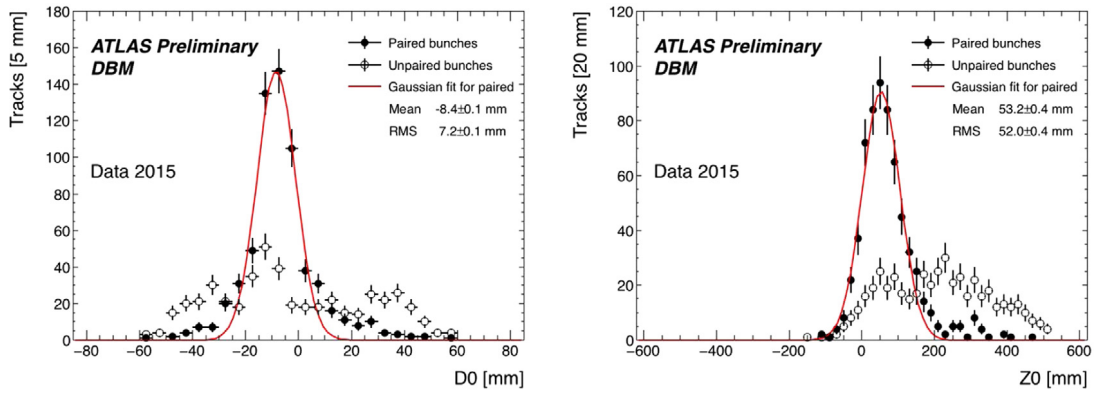 ATLAS Preliminary
DBM
Data 2015
Paired bunches
Unpaired bunches
Gaussian fit for paired
Mean -8.4±0.1 mm
RMS 7.2±0.1 mm
Tracks [5 mm]
180
160
140
120
100
80
60
40
20
0
-80 -60 -40 -20 0 20 40 60 80
D0 [mm]
ATLAS Preliminary
DBM
Data 2015
Paired bunches
Unpaired bunches
Gaussian fit for paired
Mean 53.2±0.4 mm
RMS 52.0±0.4 mm
Tracks [20 mm]
120
100
80
60
40
20
0
−600 −400 −200 0 200 400 600
Z0 [mm]